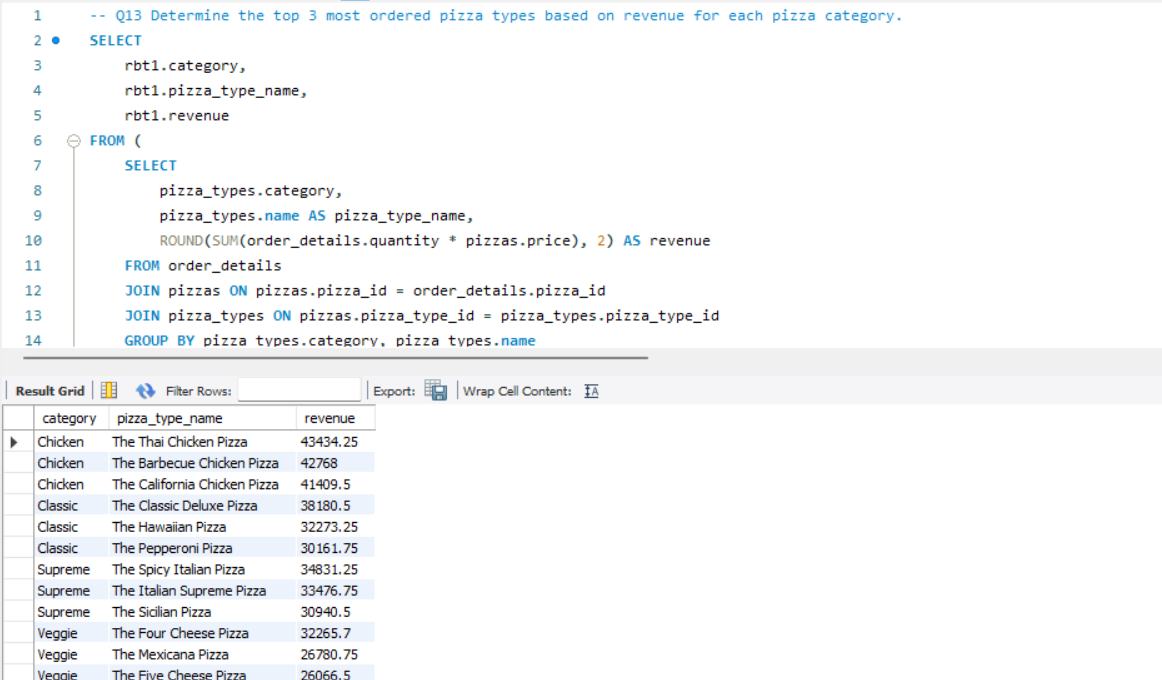 1 -- Q13 Determine the top 3 most ordered pizza types based on revenue for each pizza category.
2 SELECT
3 rbt1.category,
4 rbt1.pizza_type_name,
5 rbt1.revenue
6 FROM (
7 SELECT
8 pizza_types.category,
9 pizza_types.name AS pizza_type_name,
10 ROUND(SUM(order_details.quantity * pizzas.price), 2) AS revenue
11 FROM order_details
12 JOIN pizzas ON pizzas.pizza_id = order_details.pizza_id
13 JOIN pizza_types ON pizzas.pizza_type_id = pizza_types.pizza_type_id
14 GROUP BY pizza_types.category, pizza_types.name
Result Grid Filter Rows: Export: Wrap Cell Content:
category pizza_type_name revenue
Chicken The Thai Chicken Pizza 43434.25
Chicken The Barbecue Chicken Pizza 42768
Chicken The California Chicken Pizza 41409.5
Classic The Classic Deluxe Pizza 38180.5
Classic The Hawaiian Pizza 32273.25
Classic The Pepperoni Pizza 30161.75
Supreme The Spicy Italian Pizza 34831.25
Supreme The Italian Supreme Pizza 33476.75
Supreme The Sicilian Pizza 30940.5
Veggie The Four Cheese Pizza 32265.7
Veggie The Mexicana Pizza 26780.75
Veggie The Five Cheese Pizza 26066.5